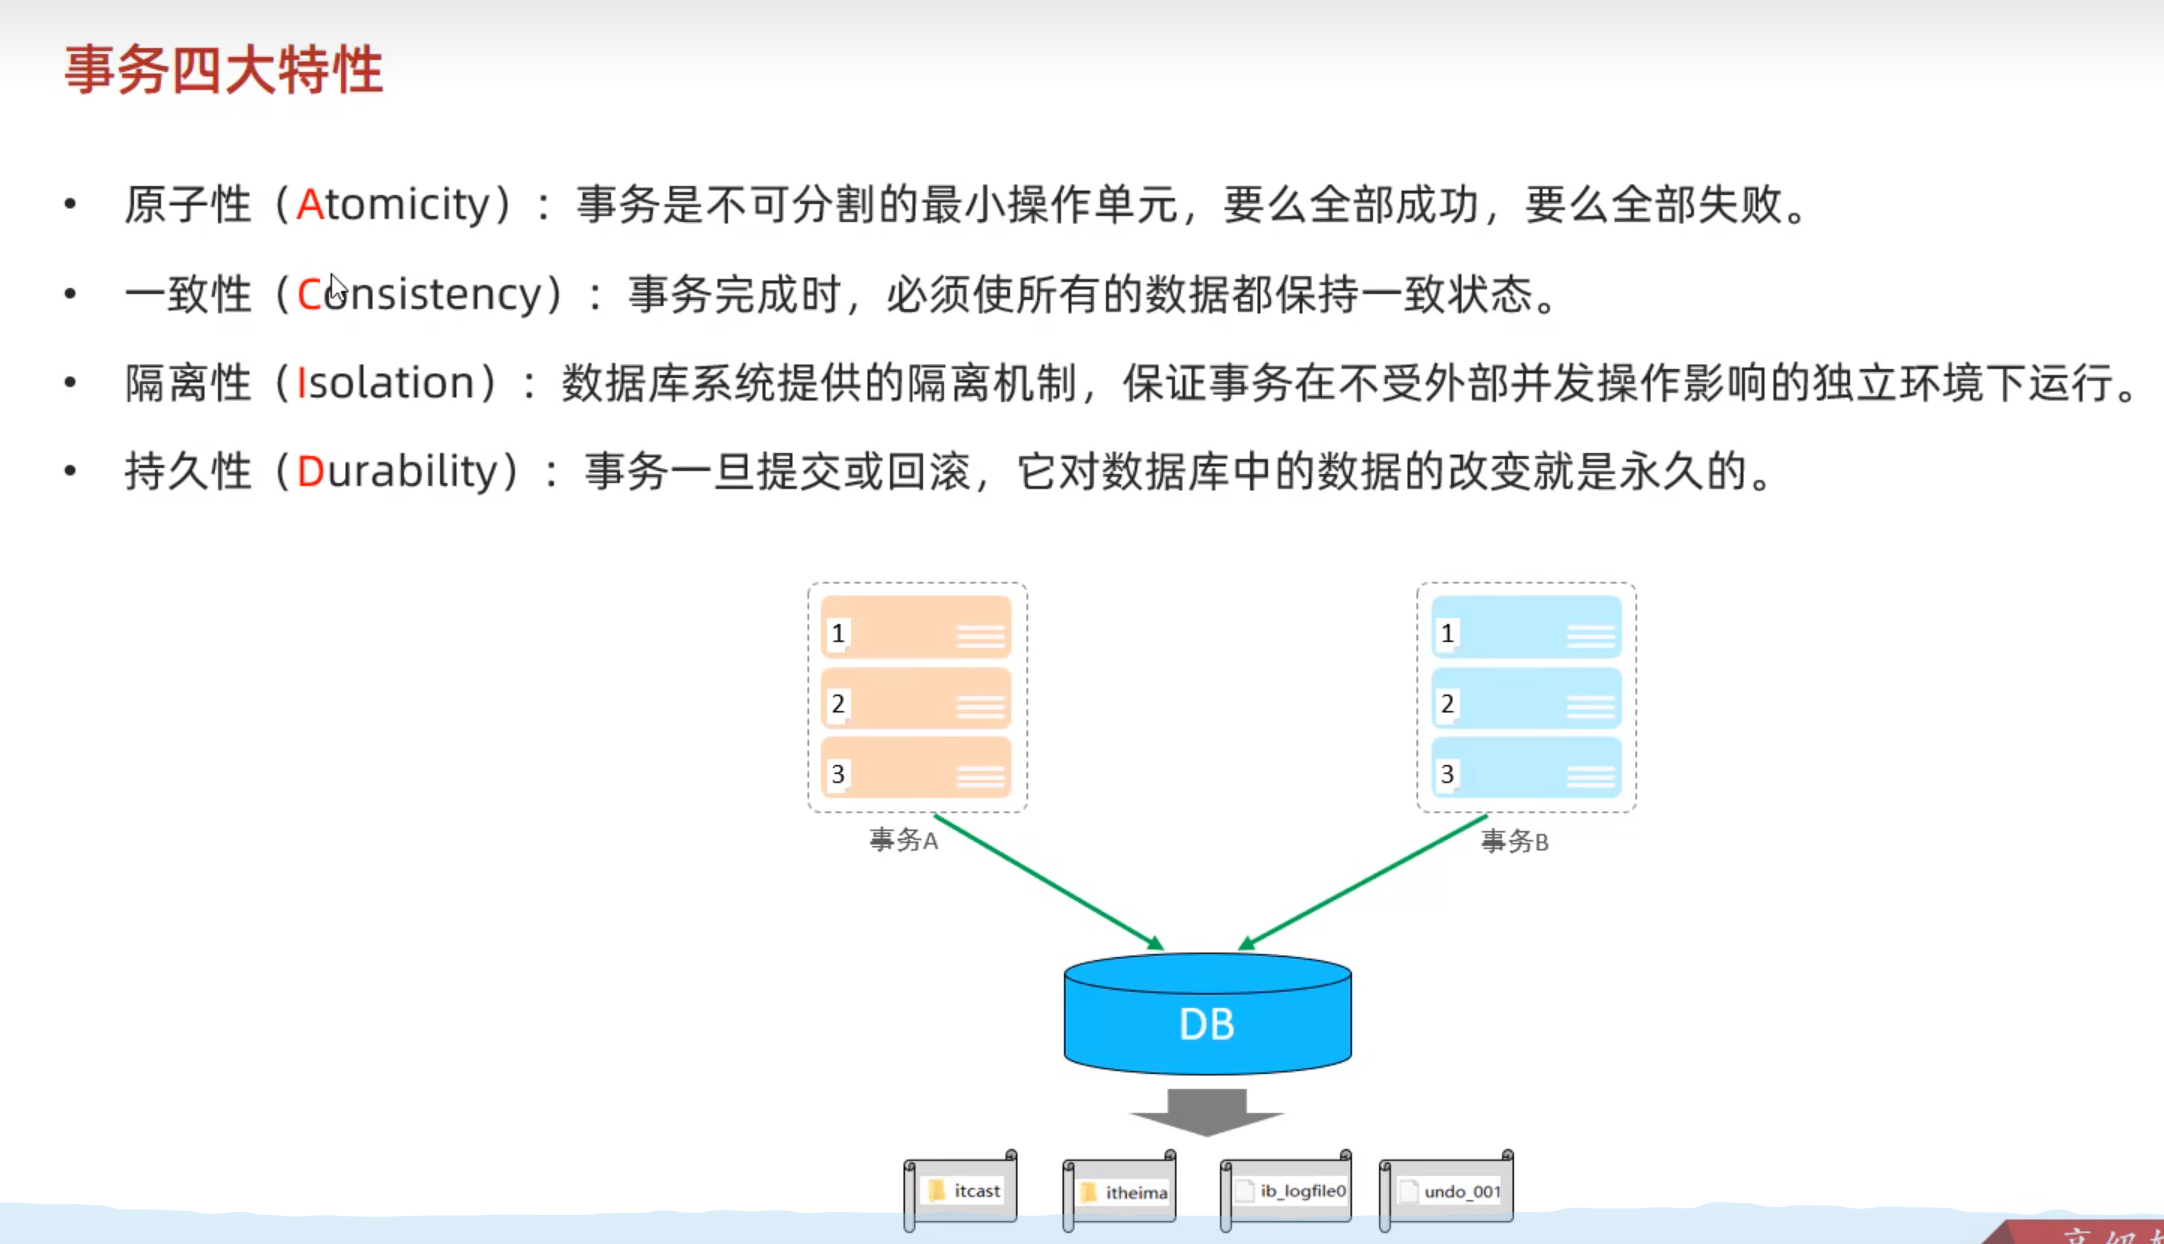 事务四大特性
• 原子性（Atomicity）：事务是不可分割的最小操作单元，要么全部成功，要么全部失败。
• 一致性（Consistency）：事务完成时，必须使所有的数据都保持一致状态。
• 隔离性（Isolation）：数据库系统提供的隔离机制，保证事务在不受外部并发操作影响的独立环境下运行。
• 持久性（Durability）：事务一旦提交或回滚，它对数据库中的数据的改变就是永久的。
1
2
3
事务A
1
2
3
事务B
DB
itcast
itheima
ib_logfile0
undo_001